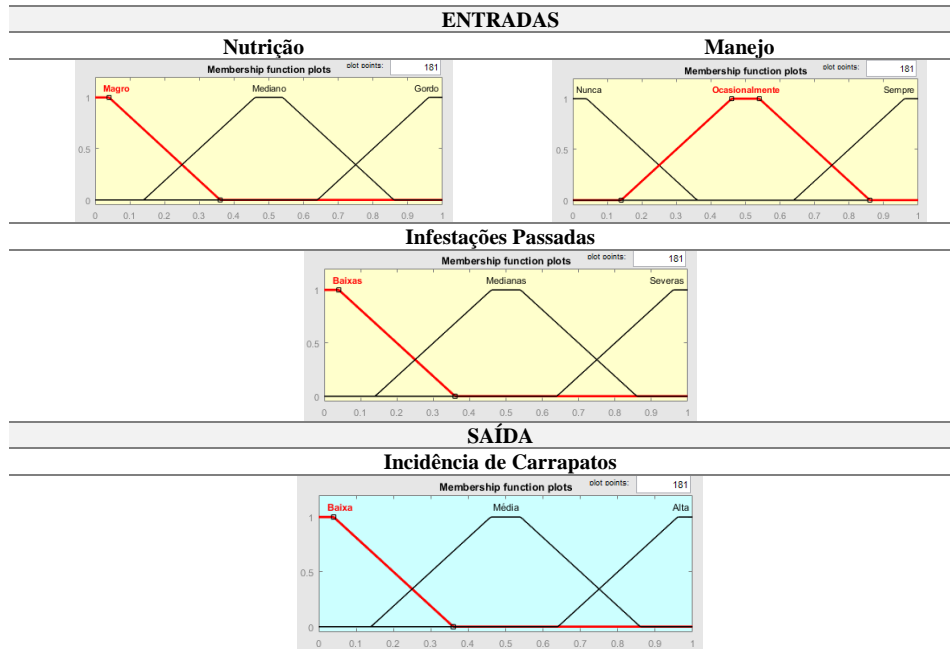 ENTRADAS
Nutrição Manejo
Membership function plots plot points: 181
Magro Mediano Gordo
1
0.5
0
0 0.1 0.2 0.3 0.4 0.5 0.6 0.7 0.8 0.9 1
Membership function plots plot points: 181
Nunca Ocasionalmente Sempre
1
0.5
0
0 0.1 0.2 0.3 0.4 0.5 0.6 0.7 0.8 0.9 1
Infestações Passadas
Membership function plots plot points: 181
Baixas Medianas Severas
1
0.5
0
0 0.1 0.2 0.3 0.4 0.5 0.6 0.7 0.8 0.9 1
SAÍDA
Incidência de Carrapatos
Membership function plots plot points: 181
Baixa Média Alta
1
0.5
0
0 0.1 0.2 0.3 0.4 0.5 0.6 0.7 0.8 0.9 1